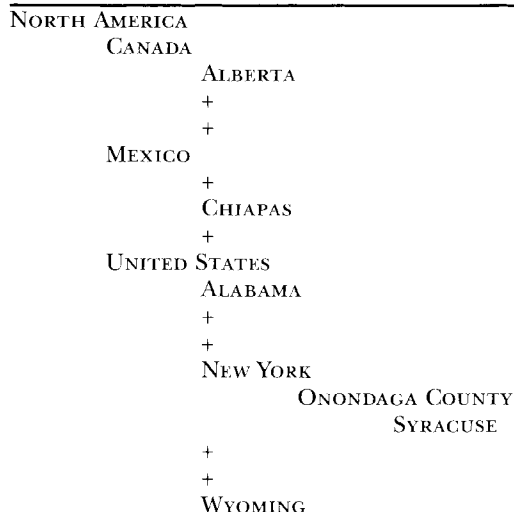 NORTH AMERICA
CANADA
ALBERTA
+
+
MEXICO
+
CHIAPAS
+
UNITED STATES
ALABAMA
+
+
NEW YORK
ONONDAGA COUNTY
SYRACUSE
+
+
WYOMING